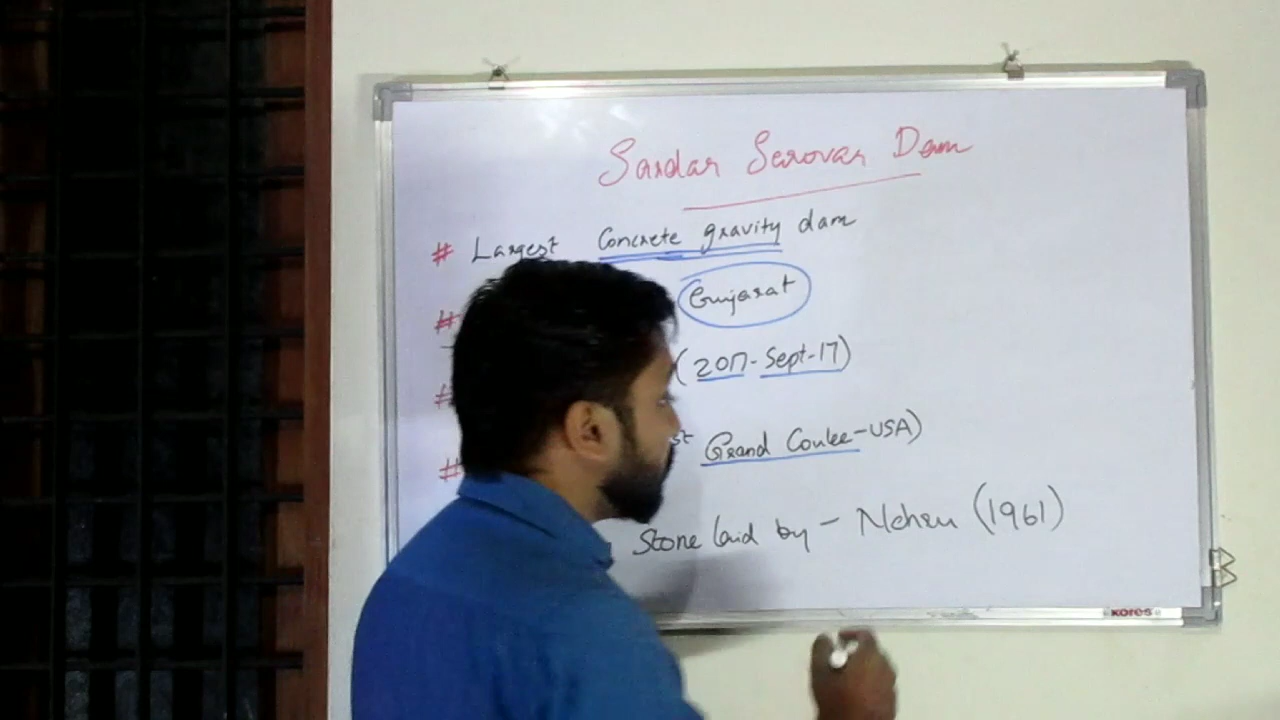 Sardar Sarovar Dam
# Largest Concrete gravity dam
# Gujarat
# (2017-Sept-17)
# st Grand Coulee-USA)
Stone laid by - Nehru (1961)
kores